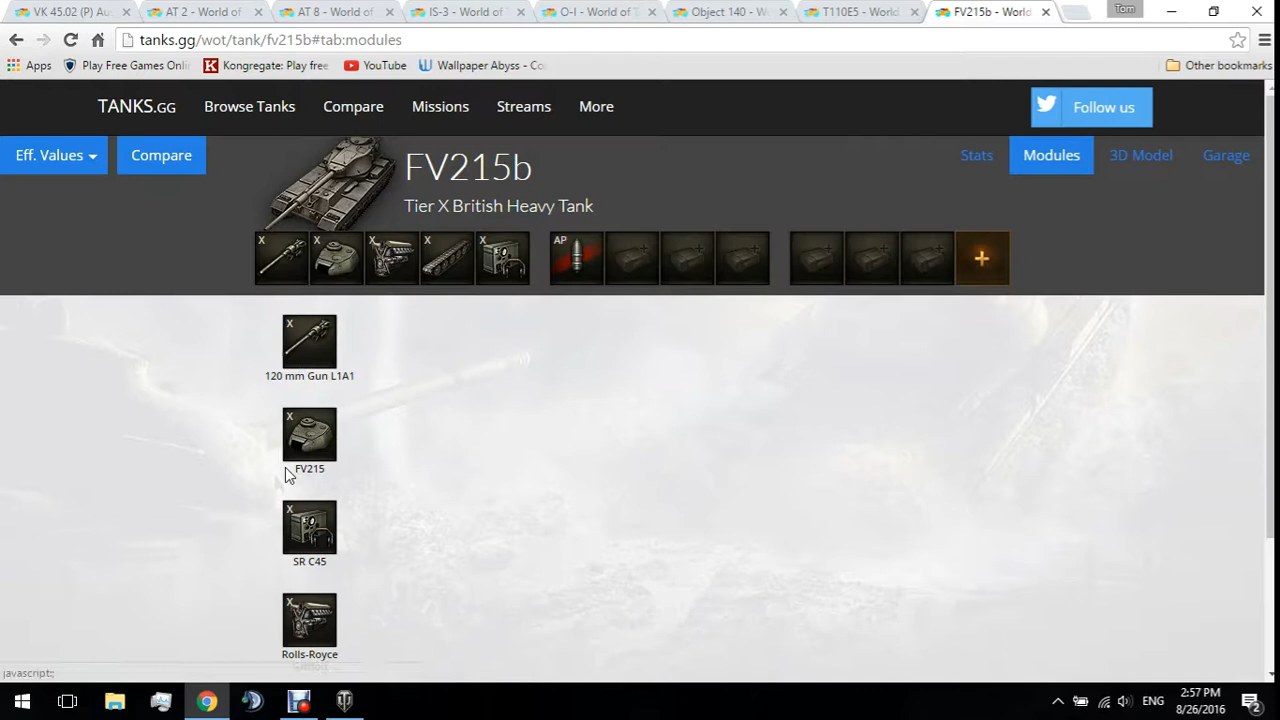 VK 45.02 (P) Aus
AT 2 - World of
AT 8 - World of
IS-3 - World of
O-I - World of T
Object 140 - Wo
T110E5 - World
FV215b - World
Tom
tanks.gg/wot/tank/fv215b#tab:modules
Apps
Play Free Games Onli
Kongregate: Play free
YouTube
Wallpaper Abyss - Co
Other bookmarks
TANKS.GG
Browse Tanks
Compare
Missions
Streams
More
Follow us
Eff. Values
Compare
FV215b
Tier X British Heavy Tank
Stats
Modules
3D Model
Garage
X
X
X
X
X
AP
X
120 mm Gun L1A1
X
FV215
X
SR C45
X
Rolls-Royce
javascript:
ENG
2:57 PM
8/26/2016
2